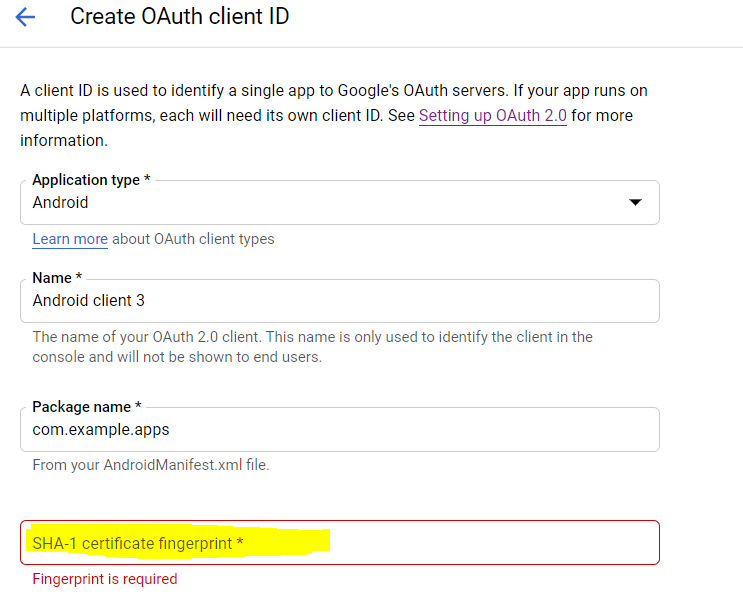 Create OAuth client ID
A client ID is used to identify a single app to Google's OAuth servers. If your app runs on
multiple platforms, each will need its own client ID. See Setting up OAuth 2.0 for more
information.
Application type *
Android
Learn more about OAuth client types
Name *
Android client 3
The name of your OAuth 2.0 client. This name is only used to identify the client in the
console and will not be shown to end users.
Package name *
com.example.apps
From your AndroidManifest.xml file.
SHA-1 certificate fingerprint *
Fingerprint is required